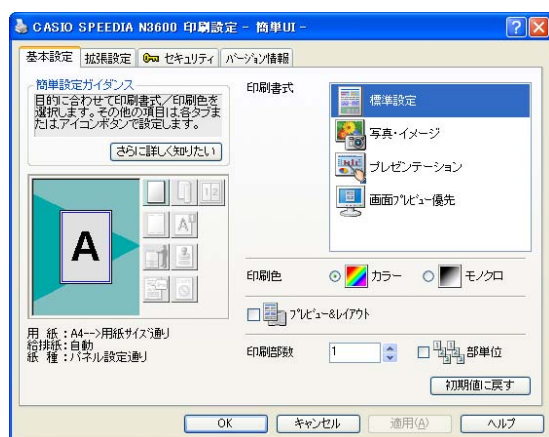 CASIO SPEEDIA N3600 印刷設定 - 簡単UI -
基本設定 拡張設定 セキュリティ バージョン情報
簡単設定ガイダンス
目的に合わせて印刷書式/印刷色を
選択します。その他の項目は各タブま
たはアイコンボタンで設定します。
さらに詳しく知りたい
A
A
1 2
用 紙 : A4-->用紙サイズ通り
給排紙 : 自動
紙 種 : パネル設定通り
印刷書式
標準設定
写真・イメージ
プレゼンテーション
画面プレビュー優先
印刷色 カラー モノクロ
プレビュー&レイアウト
印刷部数 1 部単位
初期値に戻す
OK キャンセル 適用(A) ヘルプ